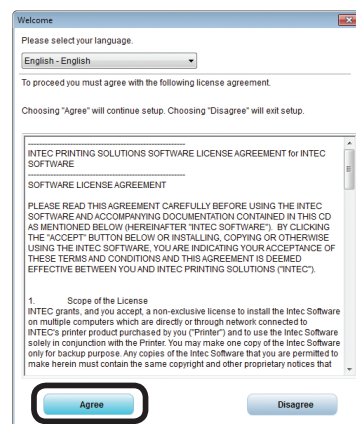 Welcome
Please select your language.
English - English
To proceed you must agree with the following license agreement.
Choosing "Agree" will continue setup. Choosing "Disagree" will exit setup.
------------------------------------------------------
INTEC PRINTING SOLUTIONS SOFTWARE LICENSE AGREEMENT for INTEC
SOFTWARE
------------------------------------------------------
SOFTWARE LICENSE AGREEMENT
PLEASE READ THIS AGREEMENT CAREFULLY BEFORE USING THE INTEC
SOFTWARE AND ACCOMPANYING DOCUMENTATION CONTAINED IN THIS CD
AS MENTIONED BELOW (HEREINAFTER "INTEC SOFTWARE"). BY CLICKING
THE "ACCEPT" BUTTON BELOW OR INSTALLING, COPYING OR OTHERWISE
USING THE INTEC SOFTWARE, YOU ARE INDICATING YOUR ACCEPTANCE OF
THESE TERMS AND CONDITIONS AND THIS AGREEMENT IS DEEMED
EFFECTIVE BETWEEN YOU AND INTEC PRINTING SOLUTIONS ("INTEC").
1. Scope of the License
INTEC grants, and you accept, a non-exclusive license to install the Intec Software
on multiple computers which are directly or through network connected to
INTEC's printer product purchased by you ("Printer") and to use the Intec Software
solely in conjunction with the Printer. You may make one copy of the Intec Software
only for backup purpose. Any copies of the Intec Software that you are permitted to
make herein must contain the same copyright and other proprietary notices that
Agree
Disagree